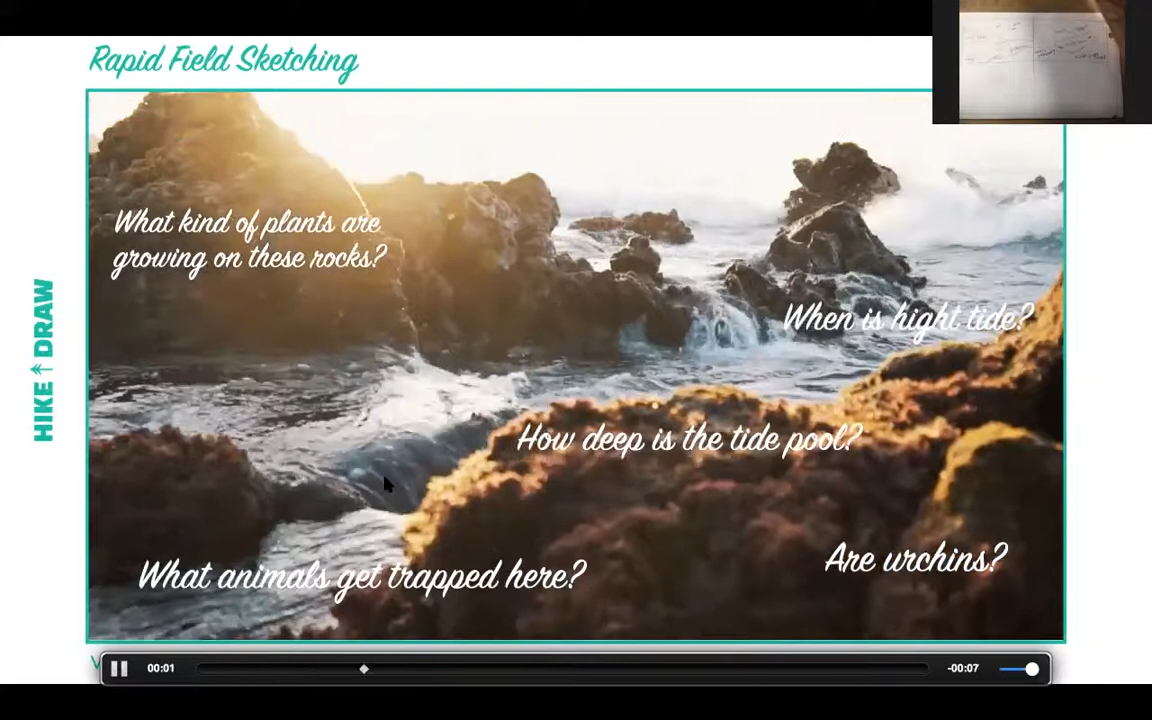 Rapid Field Sketching
What kind of plants are
growing on these rocks?
When is hight tide?
How deep is the tide pool?
What animals get trapped here?
Are urchins?
HIKE DRAW
00:01
-00:07